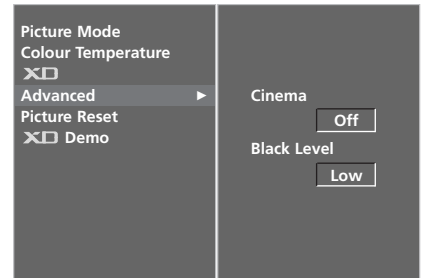 Picture Mode
Colour Temperature
XD
Advanced ►
Picture Reset
XD Demo
Cinema
Off
Black Level
Low